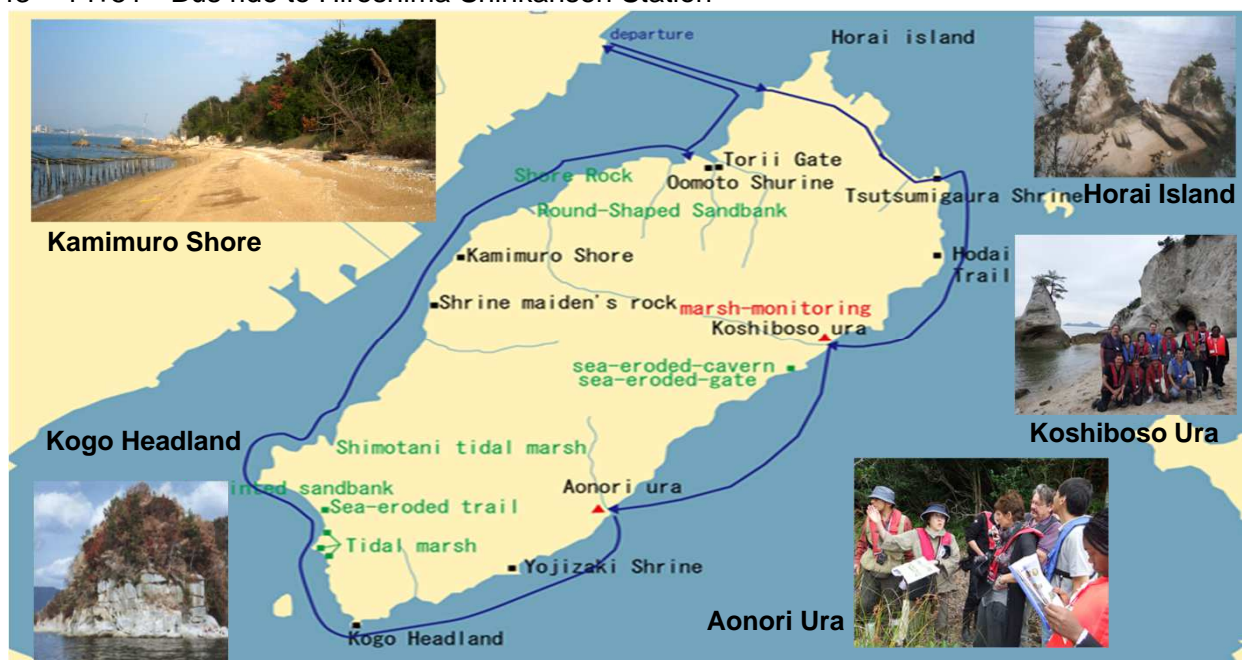 Bus ride to Hiroshima Shinkansen Station
departure
Horai island
Torii Gate
Shore Rock
Oomoto Shurine
Tsutsumigaura Shrine
Horai Island
Round-Shaped Sandbank
Kamimuro Shore
Kamimuro Shore
Hodai
Trail
Shrine maiden's rock
marsh-monitoring
Koshiboso ura
sea-eroded-cavern
sea-eroded-gate
Kogo Headland
Koshiboso Ura
Shimotani tidal marsh
inted sandbank
Aonori ura
Sea-eroded trail
Tidal marsh
Yojizaki Shrine
Aonori Ura
Kogo Headland